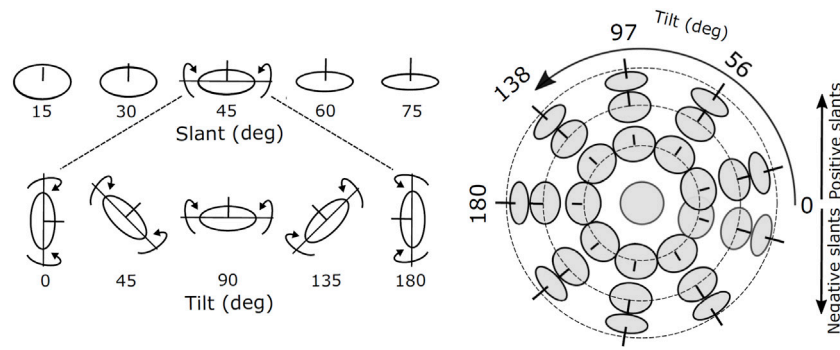 15 30 45 60 75
Slant (deg)
0 45 90 135 180
Tilt (deg)
Tilt (deg)
97
56
138
180
0
Positive slants
Negative slants